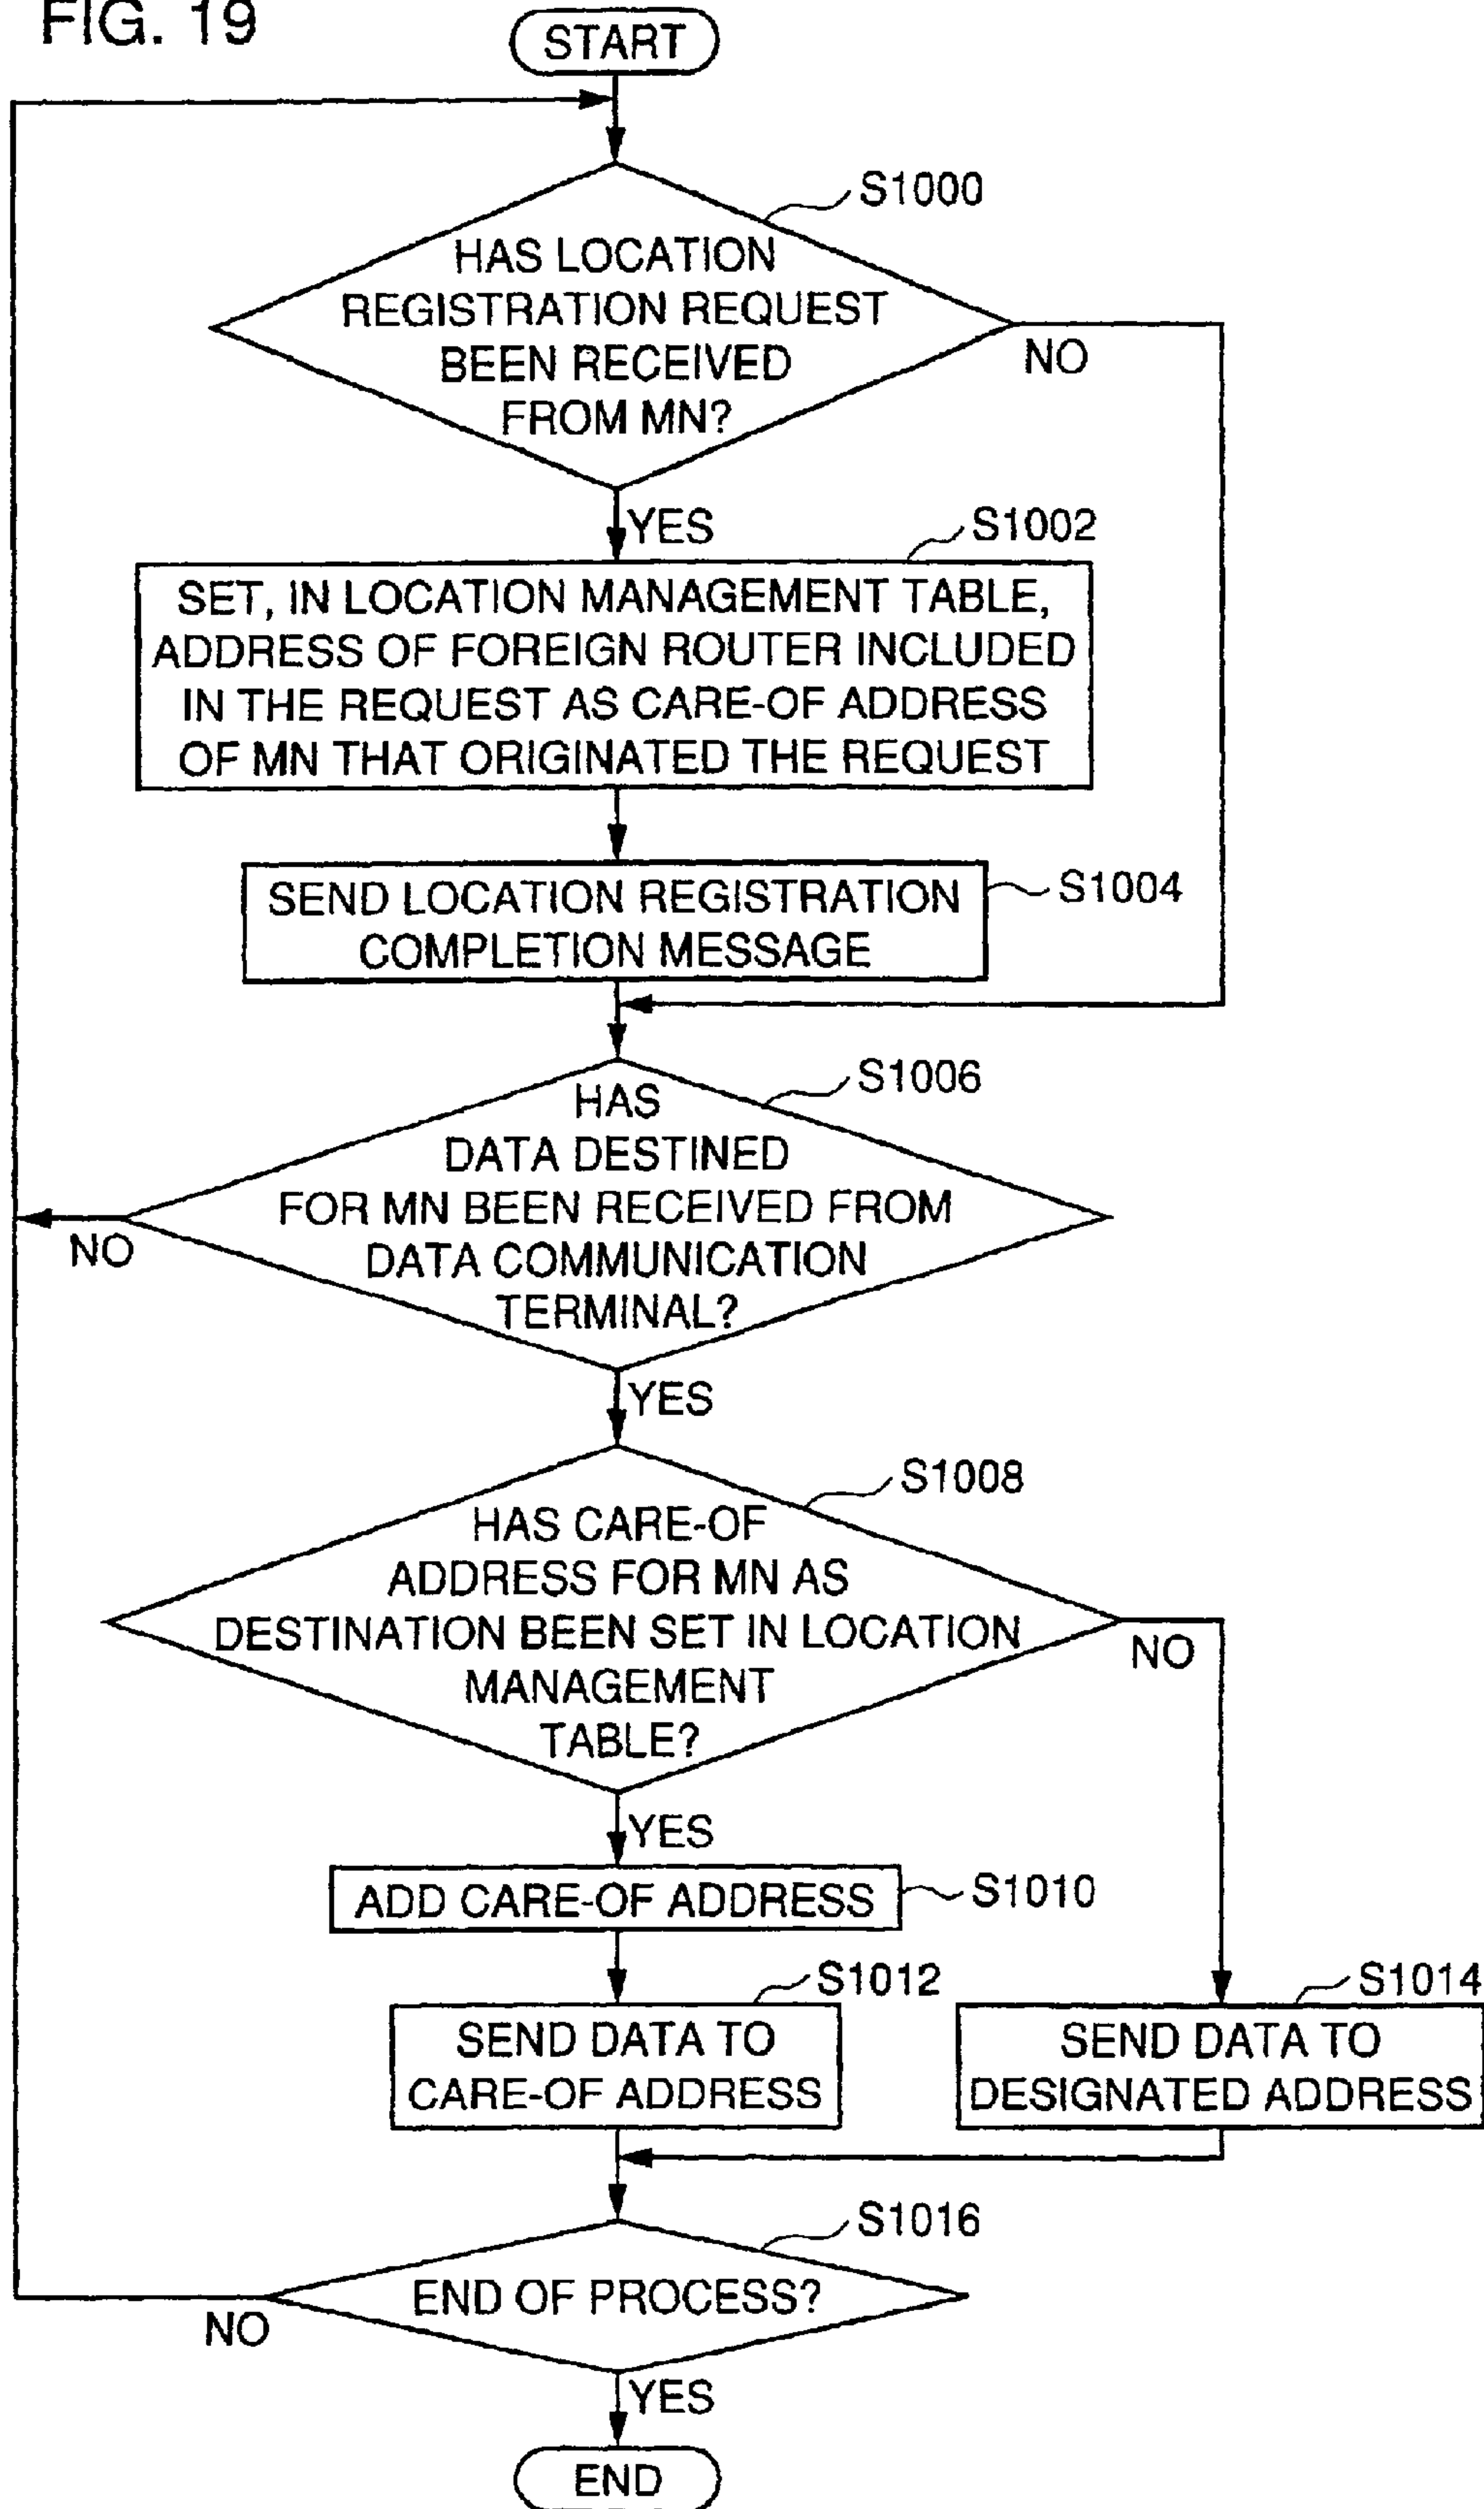 FIG. 19
START
S1000
HAS LOCATION
REGISTRATION REQUEST
BEEN RECEIVED
FROM MN?
NO
YES
S1002
SET, IN LOCATION MANAGEMENT TABLE,
ADDRESS OF FOREIGN ROUTER INCLUDED
IN THE REQUEST AS CARE-OF ADDRESS
OF MN THAT ORIGINATED THE REQUEST
SEND LOCATION REGISTRATION
COMPLETION MESSAGE
S1004
S1006
HAS
DATA DESTINED
FOR MN BEEN RECEIVED FROM
DATA COMMUNICATION
TERMINAL?
NO
YES
S1008
HAS CARE-OF
ADDRESS FOR MN AS
DESTINATION BEEN SET IN LOCATION
MANAGEMENT
TABLE?
NO
YES
ADD CARE-OF ADDRESS
S1010
S1012
SEND DATA TO
CARE-OF ADDRESS
S1014
SEND DATA TO
DESIGNATED ADDRESS
S1016
END OF PROCESS?
NO
YES
END